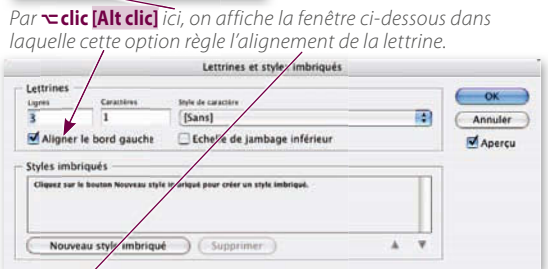 Par ⌥clic [Alt clic] ici, on affiche la fenêtre ci-dessous dans
laquelle cette option règle l'alignement de la lettrine.
Lettrines et styles imbriqués
Lettrines
Lignes Caractères Style de caractère
3 1 [Sans]
Aligner le bord gauche Echelle de jambage inférieur
OK
Annuler
Aperçu
Styles imbriqués
Cliquez sur le bouton Nouveau style imbriqué pour créer un style imbriqué.
Nouveau style imbriqué Supprimer